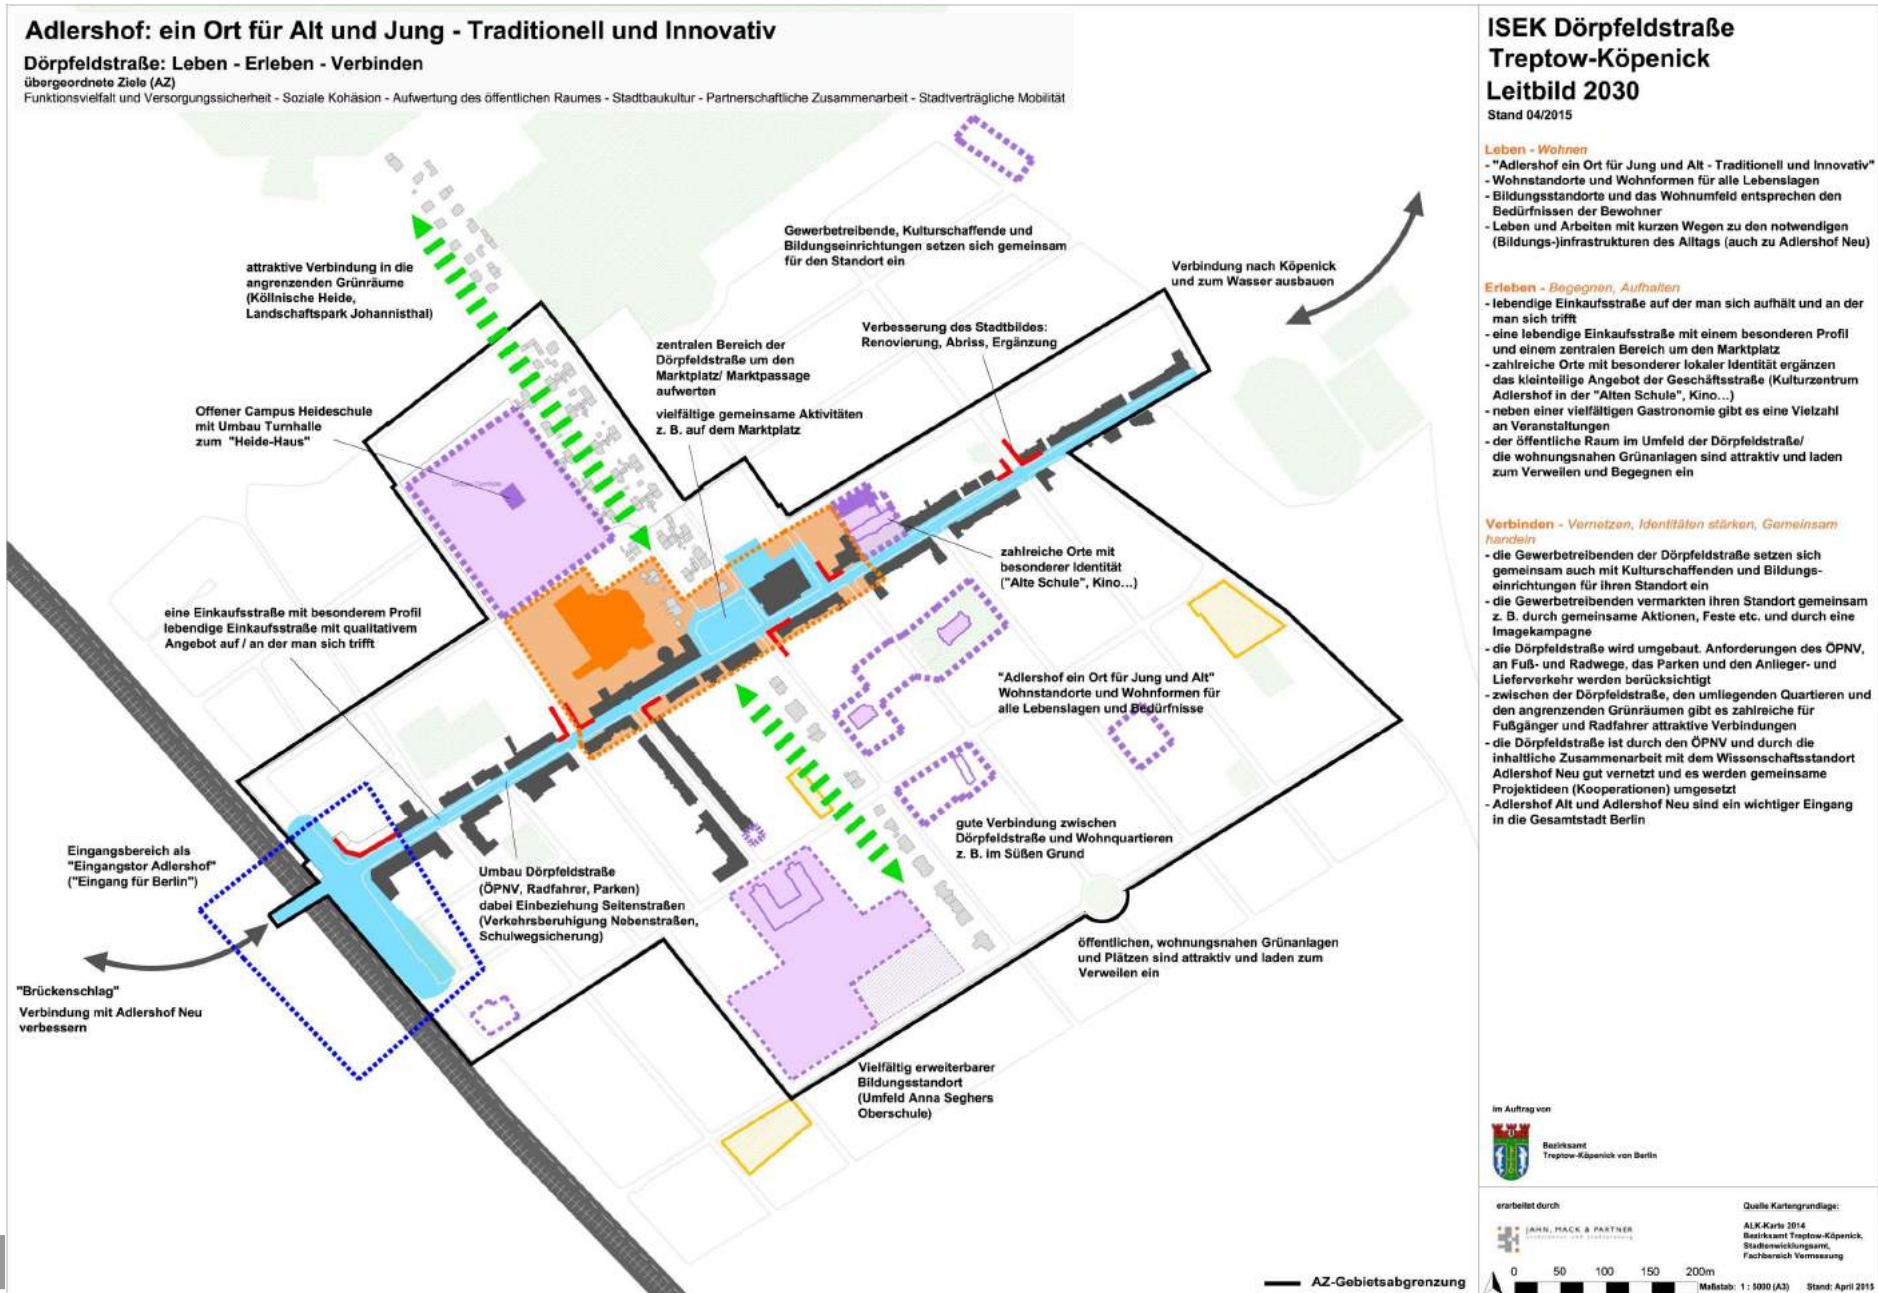 Adlershof: ein Ort für Alt und Jung - Traditionell und Innovativ
Dörpfeldstraße: Leben - Erleben - Verbinden
übergeordnete Ziele (AZ)
Funktionsvielfalt und Versorgungssicherheit - Soziale Kohäsion - Aufwertung des öffentlichen Raumes - Stadtbaukultur - Partnerschaftliche Zusammenarbeit - Stadtverträgliche Mobilität
Gewerbetreibende, Kulturschaffende und
Bildungseinrichtungen setzen sich gemeinsam
für den Standort ein
attraktive Verbindung in die
angrenzenden Grünräume
(Köllnische Heide,
Landschaftspark Johannisthal)
Verbindung nach Köpenick
und zum Wasser ausbauen
Verbesserung des Stadtbildes:
Renovierung, Abriss, Ergänzung
zentralen Bereich der
Dörpfeldstraße um den
Marktplatz/ Marktpassage
aufwerten
vielfältige gemeinsame Aktivitäten
z. B. auf dem Marktplatz
Offener Campus Heideschule
mit Umbau Turnhalle
zum "Heide-Haus"
zahlreiche Orte mit
besonderer Identität
("Alte Schule", Kino...)
eine Einkaufsstraße mit besonderem Profil
lebendige Einkaufsstraße mit qualitativem
Angebot auf / an der man sich trifft
"Adlershof ein Ort für Jung und Alt"
Wohnstandorte und Wohnformen für
alle Lebenslagen und Bedürfnisse
gute Verbindung zwischen
Dörpfeldstraße und Wohnquartieren
z. B. im Süßen Grund
Eingangsbereich als
"Eingangstor Adlershof"
("Eingang für Berlin")
Umbau Dörpfeldstraße
(ÖPNV, Radfahrer, Parken)
dabei Einbeziehung Seitenstraßen
(Verkehrsberuhigung Nebenstraßen,
Schulwegsicherung)
öffentlichen, wohnungsnahen Grünanlagen
und Plätzen sind attraktiv und laden zum
Verweilen ein
"Brückenschlag"
Verbindung mit Adlershof Neu
verbessern
Vielfältig erweiterbarer
Bildungsstandort
(Umfeld Anna Seghers
Oberschule)
AZ-Gebietsabgrenzung
ISEK Dörpfeldstraße
Treptow-Köpenick
Leitbild 2030
Stand 04/2015
Leben - Wohnen
- "Adlershof ein Ort für Jung und Alt - Traditionell und Innovativ"
- Wohnstandorte und Wohnformen für alle Lebenslagen
- Bildungsstandorte und das Wohnumfeld entsprechen den
Bedürfnissen der Bewohner
- Leben und Arbeiten mit kurzen Wegen zu den notwendigen
(Bildungs-)infrastrukturen des Alltags (auch zu Adlershof Neu)
Erleben - Begegnen, Aufhalten
- lebendige Einkaufsstraße auf der man sich aufhält und an der
man sich trifft
- eine lebendige Einkaufsstraße mit einem besonderen Profil
und einem zentralen Bereich um den Marktplatz
- zahlreiche Orte mit besonderer lokaler Identität ergänzen
das kleinteilige Angebot der Geschäftsstraße (Kulturzentrum
Adlershof in der "Alten Schule", Kino...)
- neben einer vielfältigen Gastronomie gibt es eine Vielzahl
an Veranstaltungen
- der öffentliche Raum im Umfeld der Dörpfeldstraße/
die wohnungsnahen Grünanlagen sind attraktiv und laden
zum Verweilen und Begegnen ein
Verbinden - Vernetzen, Identitäten stärken, Gemeinsam
handeln
- die Gewerbetreibenden der Dörpfeldstraße setzen sich
gemeinsam auch mit Kulturschaffenden und Bildungs-
einrichtungen für ihren Standort ein
- die Gewerbetreibenden vermarkten ihren Standort gemeinsam
z. B. durch gemeinsame Aktionen, Feste etc. und durch eine
Imagekampagne
- die Dörpfeldstraße wird umgebaut. Anforderungen des ÖPNV,
an Fuß- und Radwege, das Parken und den Anlieger- und
Lieferverkehr werden berücksichtigt
- zwischen der Dörpfeldstraße, den umliegenden Quartieren und
den angrenzenden Grünräumen gibt es zahlreiche für
Fußgänger und Radfahrer attraktive Verbindungen
- die Dörpfeldstraße ist durch den ÖPNV und durch die
inhaltliche Zusammenarbeit mit dem Wissenschaftsstandort
Adlershof Neu gut vernetzt und es werden gemeinsame
Projektideen (Kooperationen) umgesetzt
- Adlershof Alt und Adlershof Neu sind ein wichtiger Eingang
in die Gesamtstadt Berlin
im Auftrag von
Bezirksamt
Treptow-Köpenick von Berlin
erarbeitet durch
JAHN, MACK & PARTNER
Quelle Kartengrundlage:
ALK-Karte 2014
Bezirksamt Treptow-Köpenick,
Stadtentwicklungsamt,
Fachbereich Vermessung
0 50 100 150 200m
Maßstab: 1 : 5000 (A3) Stand: April 2015